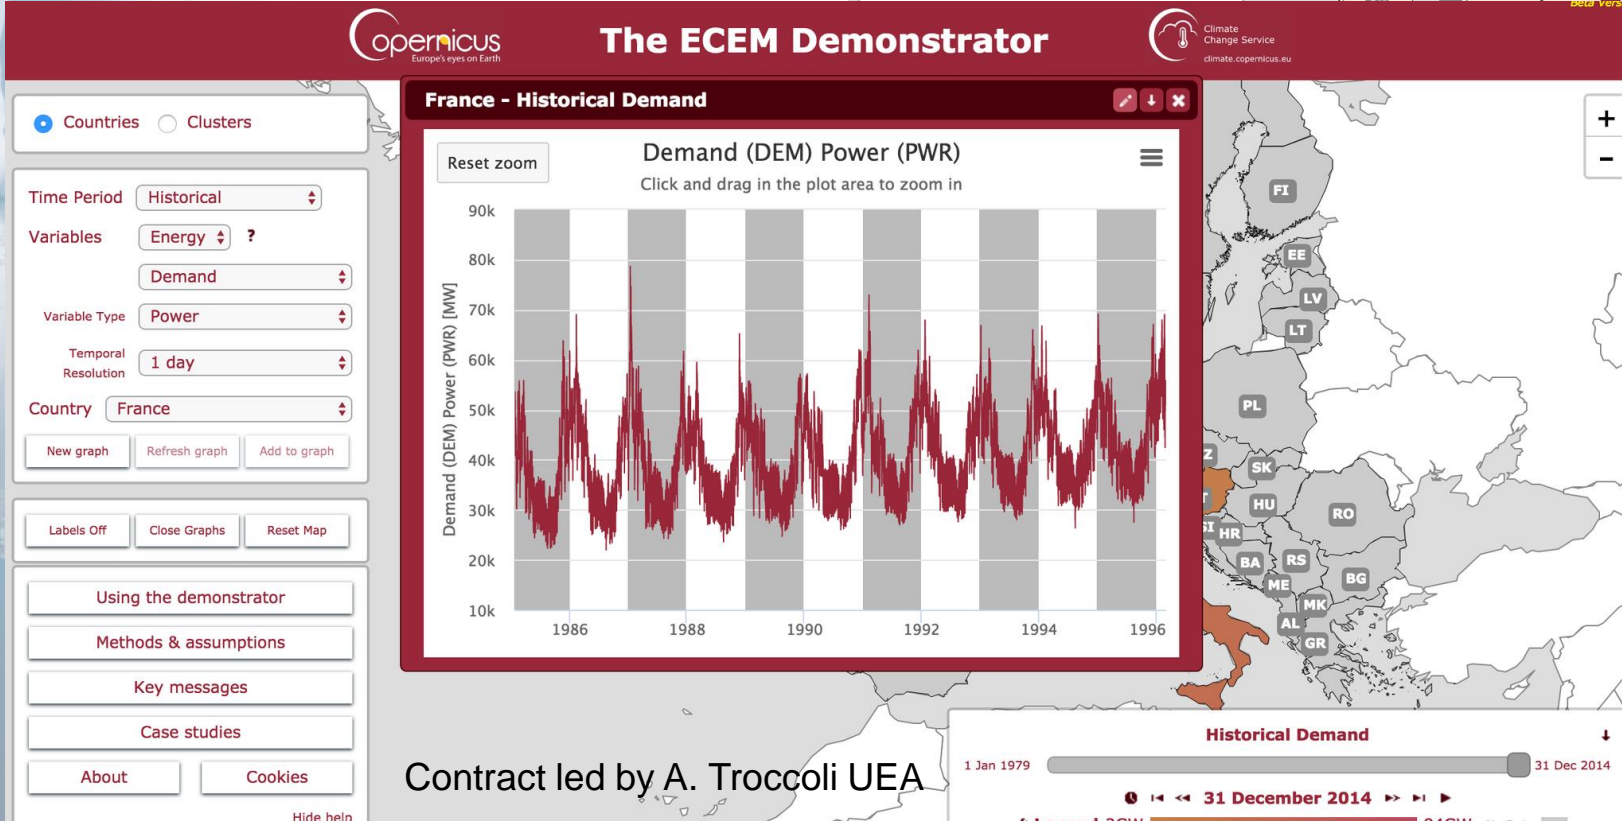 Beta Vers
Copernicus
Europe's eyes on Earth
The ECEM Demonstrator
Climate
Change Service
climate.copernicus.eu
Countries Clusters
Time Period Historical
Variables Energy ?
Demand
Variable Type Power
Temporal
Resolution 1 day
Country France
New graph Refresh graph Add to graph
Labels Off Close Graphs Reset Map
Using the demonstrator
Methods & assumptions
Key messages
Case studies
About Cookies
Hide help
France - Historical Demand
Reset zoom
Demand (DEM) Power (PWR)
Click and drag in the plot area to zoom in
Demand (DEM) Power (PWR) [MW]
90k
80k
70k
60k
50k
40k
30k
20k
10k
1986 1988 1990 1992 1994 1996
+
-
FI
EE
LV
LT
PL
Z
SK
T
HU
RO
SI
HR
BA
RS
ME
BG
MK
AL
GR
Contract led by A. Troccoli UEA
Historical Demand
1 Jan 1979 31 Dec 2014
31 December 2014